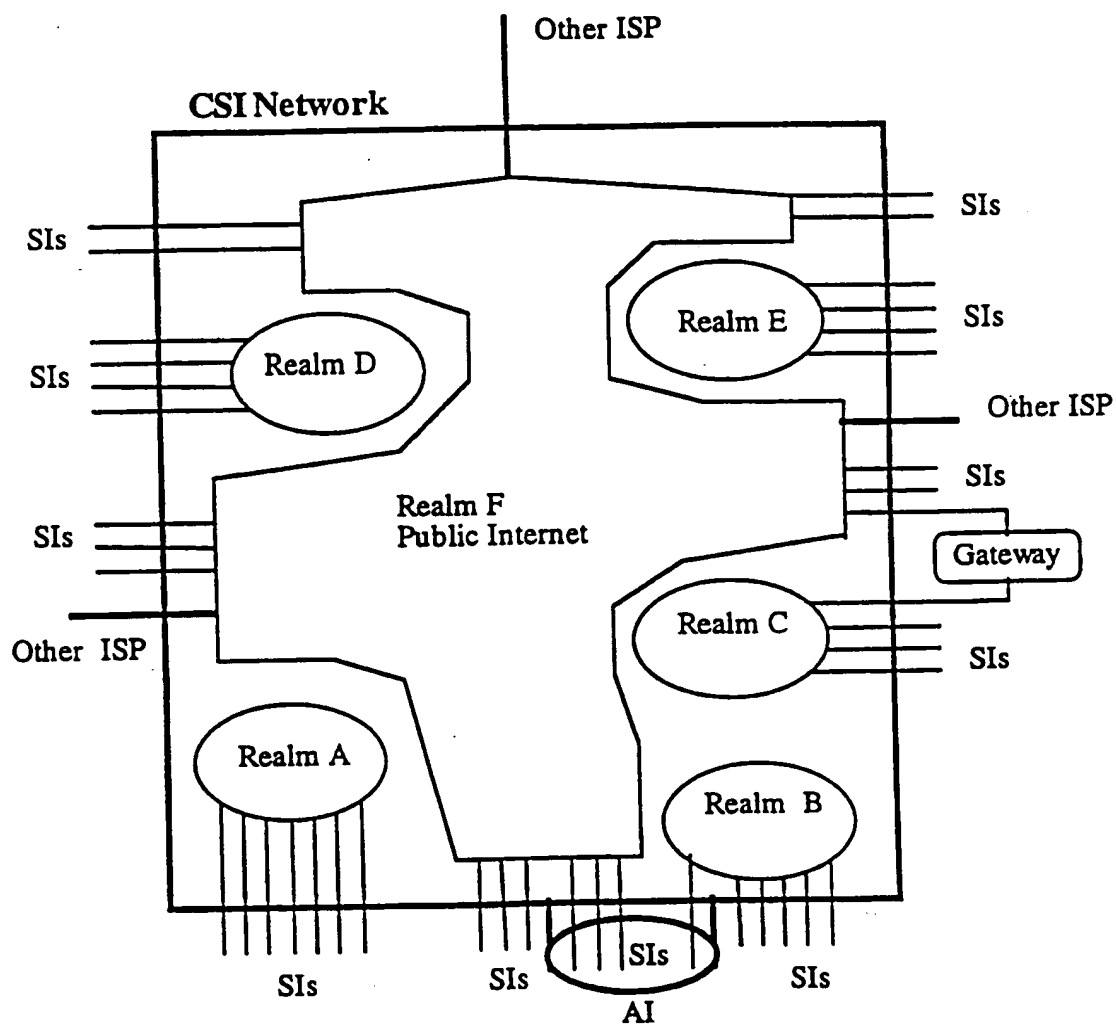 Other ISP
CSI Network
SIs
SIs
Realm E
SIs
Realm D
SIs
Other ISP
SIs
Realm F
Public Internet
SIs
Gateway
Realm C
Other ISP
SIs
Realm A
Realm B
SIs
SIs
SIs
SIs
AI